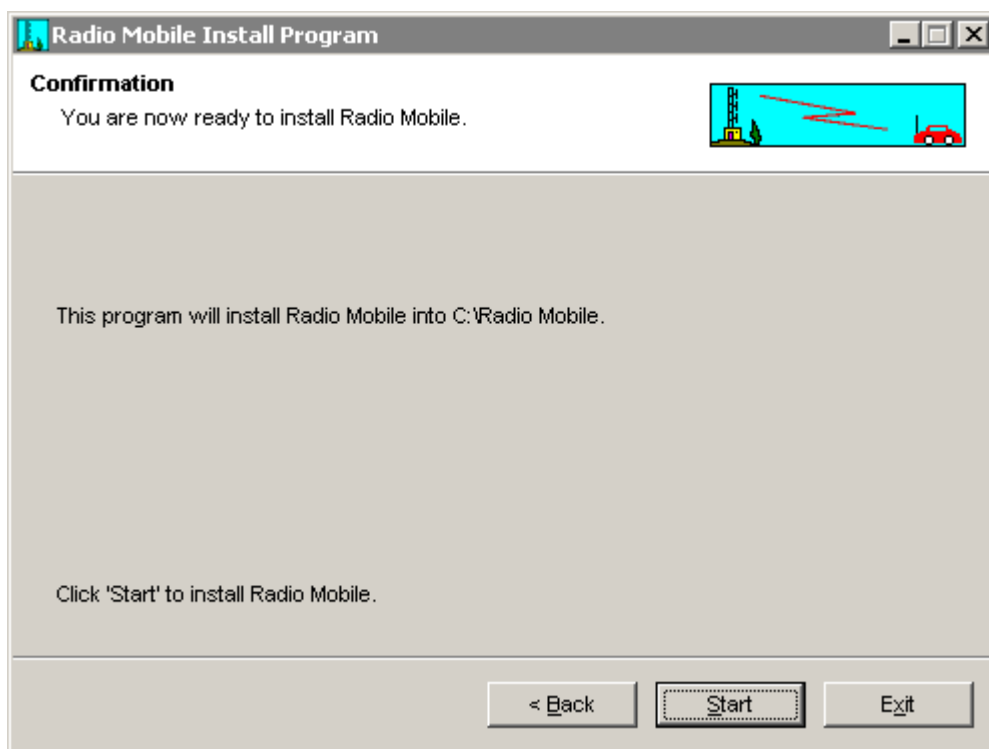 Radio Mobile Install Program
Confirmation
You are now ready to install Radio Mobile.
This program will install Radio Mobile into C:\Radio Mobile.
Click 'Start' to install Radio Mobile.
< Back
Start
Exit